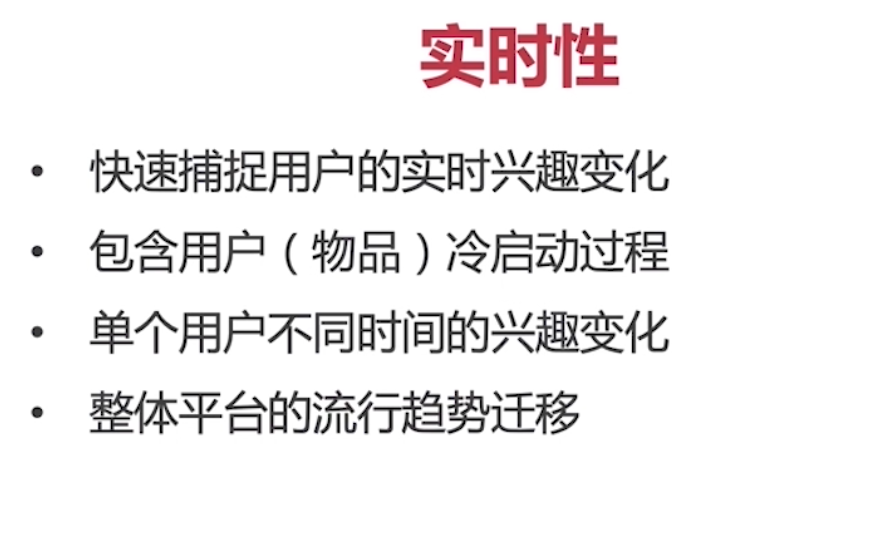 实时性
• 快速捕捉用户的实时兴趣变化
• 包含用户（物品）冷启动过程
• 单个用户不同时间的兴趣变化
• 整体平台的流行趋势迁移